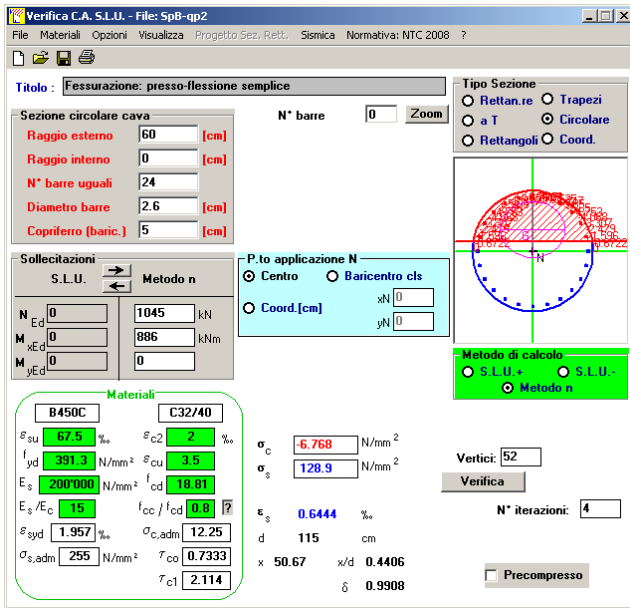 Verifica C.A. S.L.U. - File: SpB-qp2
File Materiali Opzioni Visualizza Progetto Sez. Rett. Sismica Normativa: NTC 2008 ?
Titolo : Fessurazione: presso-flessione semplice
Tipo Sezione
Rettan.re Trapezi
a T Circolare
Rettangoli Coord.
Sezione circolare cava
Raggio esterno 60 [cm]
Raggio interno 0 [cm]
N° barre uguali 24
Diametro barre 2.6 [cm]
Copriferro (baric.) 5 [cm]
N° barre 0 Zoom
N
Sollecitazioni
S.L.U. Metodo n
N Ed 0 1045 kN
M xEd 0 886 kNm
M yEd 0 0
P.to applicazione N
Centro Baricentro cls
Coord.[cm] xN 0
yN 0
Metodo di calcolo
S.L.U.+ S.L.U.-
Metodo n
Materiali
B450C C32/40
εsu 67.5 ‰ εc2 2 ‰
fyd 391.3 N/mm² εcu 3.5
Es 200'000 N/mm² fcd 18.81
Es/Ec 15 fcc / fcd 0.8 ?
εsyd 1.957 ‰ σc,adm 12.25
σs,adm 255 N/mm² τco 0.7333
τc1 2.114
σc -6.768 N/mm²
σs 128.9 N/mm²
εs 0.6444 ‰
d 115 cm
x 50.67 x/d 0.4406
δ 0.9908
Vertici: 52
Verifica
N° iterazioni: 4
Precompresso